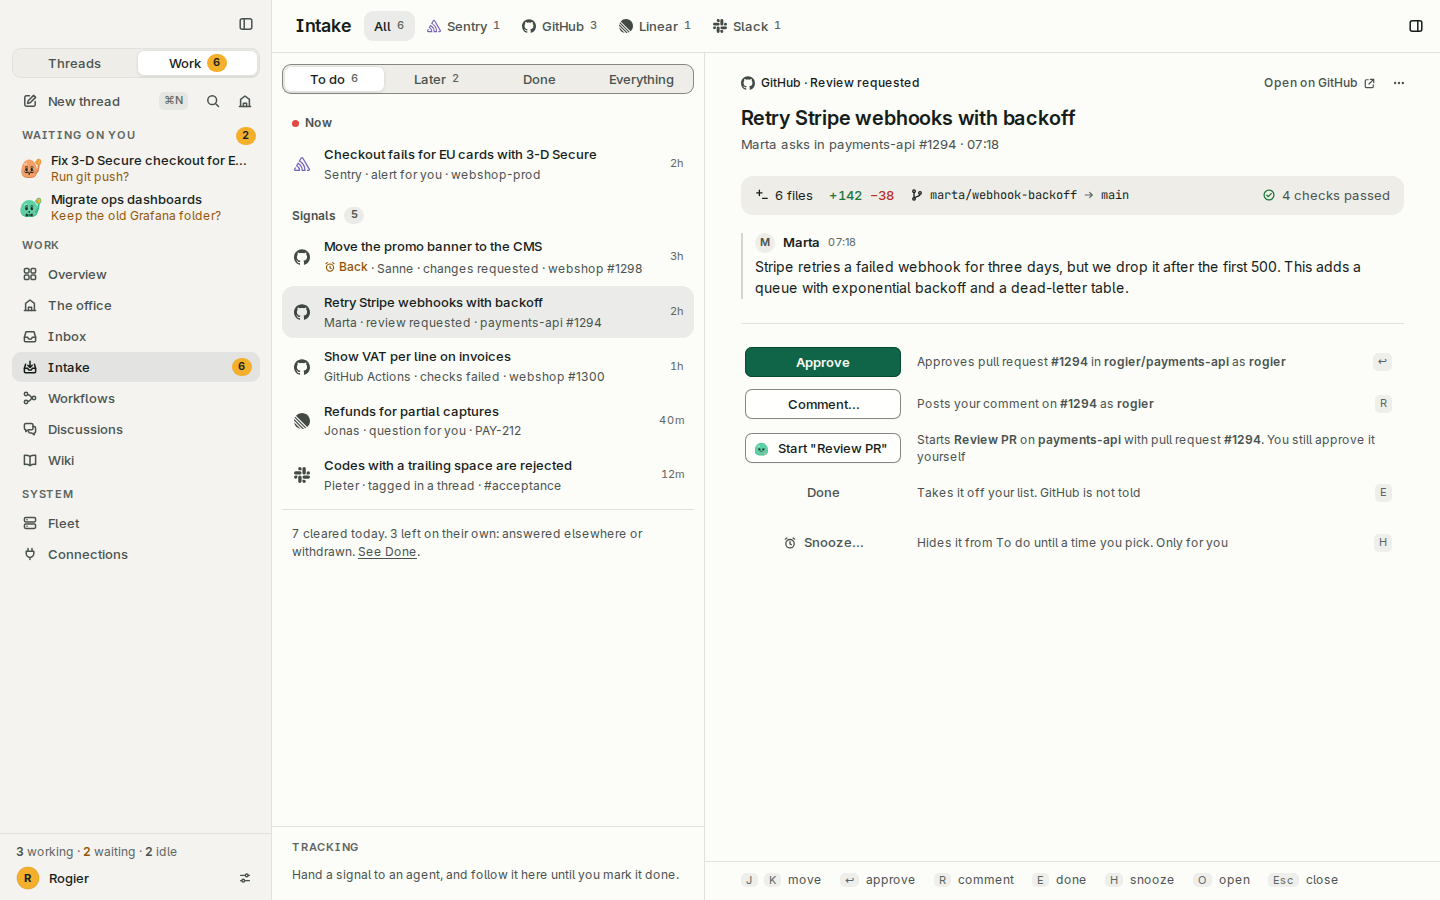 Threads
Work 6
New thread ⌘N
WAITING ON YOU 2
Fix 3-D Secure checkout for E...
Run git push?
Migrate ops dashboards
Keep the old Grafana folder?
WORK
Overview
The office
Inbox
Intake 6
Workflows
Discussions
Wiki
SYSTEM
Fleet
Connections
3 working · 2 waiting · 2 idle
R Rogier
Intake
All 6
Sentry 1
GitHub 3
Linear 1
Slack 1
To do 6
Later 2
Done
Everything
Now
Checkout fails for EU cards with 3-D Secure
Sentry · alert for you · webshop-prod
2h
Signals 5
Move the promo banner to the CMS
Back · Sanne · changes requested · webshop #1298
3h
Retry Stripe webhooks with backoff
Marta · review requested · payments-api #1294
2h
Show VAT per line on invoices
GitHub Actions · checks failed · webshop #1300
1h
Refunds for partial captures
Jonas · question for you · PAY-212
40m
Codes with a trailing space are rejected
Pieter · tagged in a thread · #acceptance
12m
7 cleared today. 3 left on their own: answered elsewhere or
withdrawn. See Done.
TRACKING
Hand a signal to an agent, and follow it here until you mark it done.
GitHub · Review requested
Open on GitHub
Retry Stripe webhooks with backoff
Marta asks in payments-api #1294 · 07:18
6 files +142 −38 marta/webhook-backoff → main
4 checks passed
M Marta 07:18
Stripe retries a failed webhook for three days, but we drop it after the first 500. This adds a
queue with exponential backoff and a dead-letter table.
Approve
Approves pull request #1294 in rogier/payments-api as rogier
↩
Comment...
Posts your comment on #1294 as rogier
R
Start "Review PR"
Starts Review PR on payments-api with pull request #1294. You still approve it
yourself
Done
Takes it off your list. GitHub is not told
E
Snooze...
Hides it from To do until a time you pick. Only for you
H
J K move ↩ approve R comment E done H snooze O open Esc close